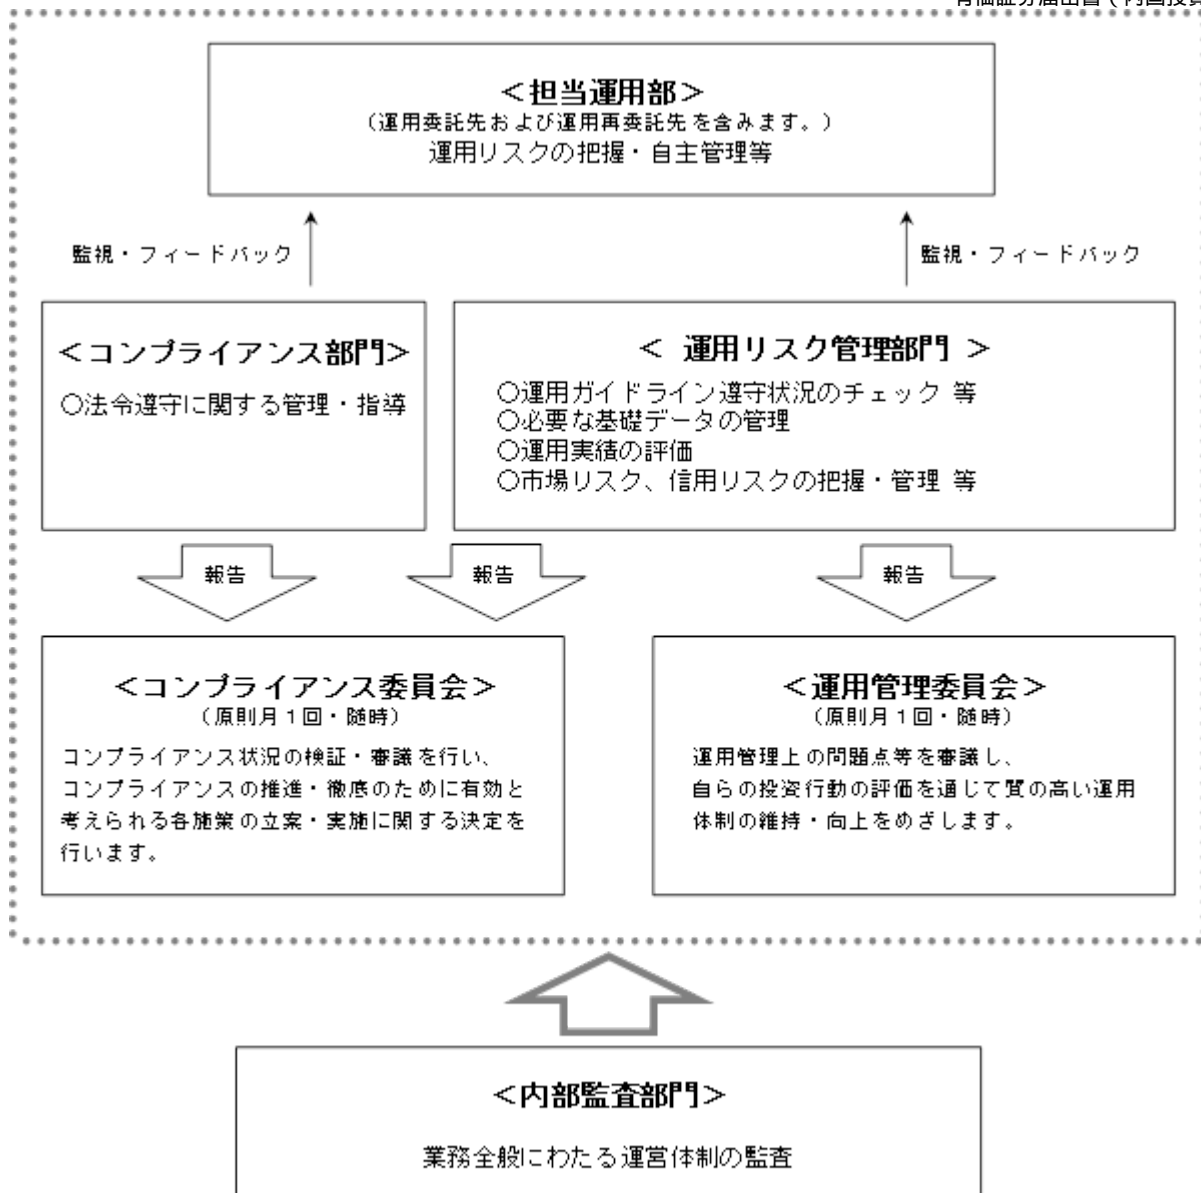 有価証券届出書（内国投資
＜担当運用部＞
（運用委託先および運用再委託先を含みます。）
運用リスクの把握・自主管理等
監視・フィードバック
監視・フィードバック
＜コンプライアンス部門＞
○法令遵守に関する管理・指導
＜ 運用リスク管理部門 ＞
○運用ガイドライン遵守状況のチェック 等
○必要な基礎データの管理
○運用実績の評価
○市場リスク、信用リスクの把握・管理 等
報告
報告
報告
＜コンプライアンス委員会＞
（原則月１回・随時）
コンプライアンス状況の検証・審議を行い、
コンプライアンスの推進・徹底のために有効と
考えられる各施策の立案・実施に関する決定を
行います。
＜運用管理委員会＞
（原則月１回・随時）
運用管理上の問題点等を審議し、
自らの投資行動の評価を通じて質の高い運用
体制の維持・向上をめざします。
＜内部監査部門＞
業務全般にわたる運営体制の監査